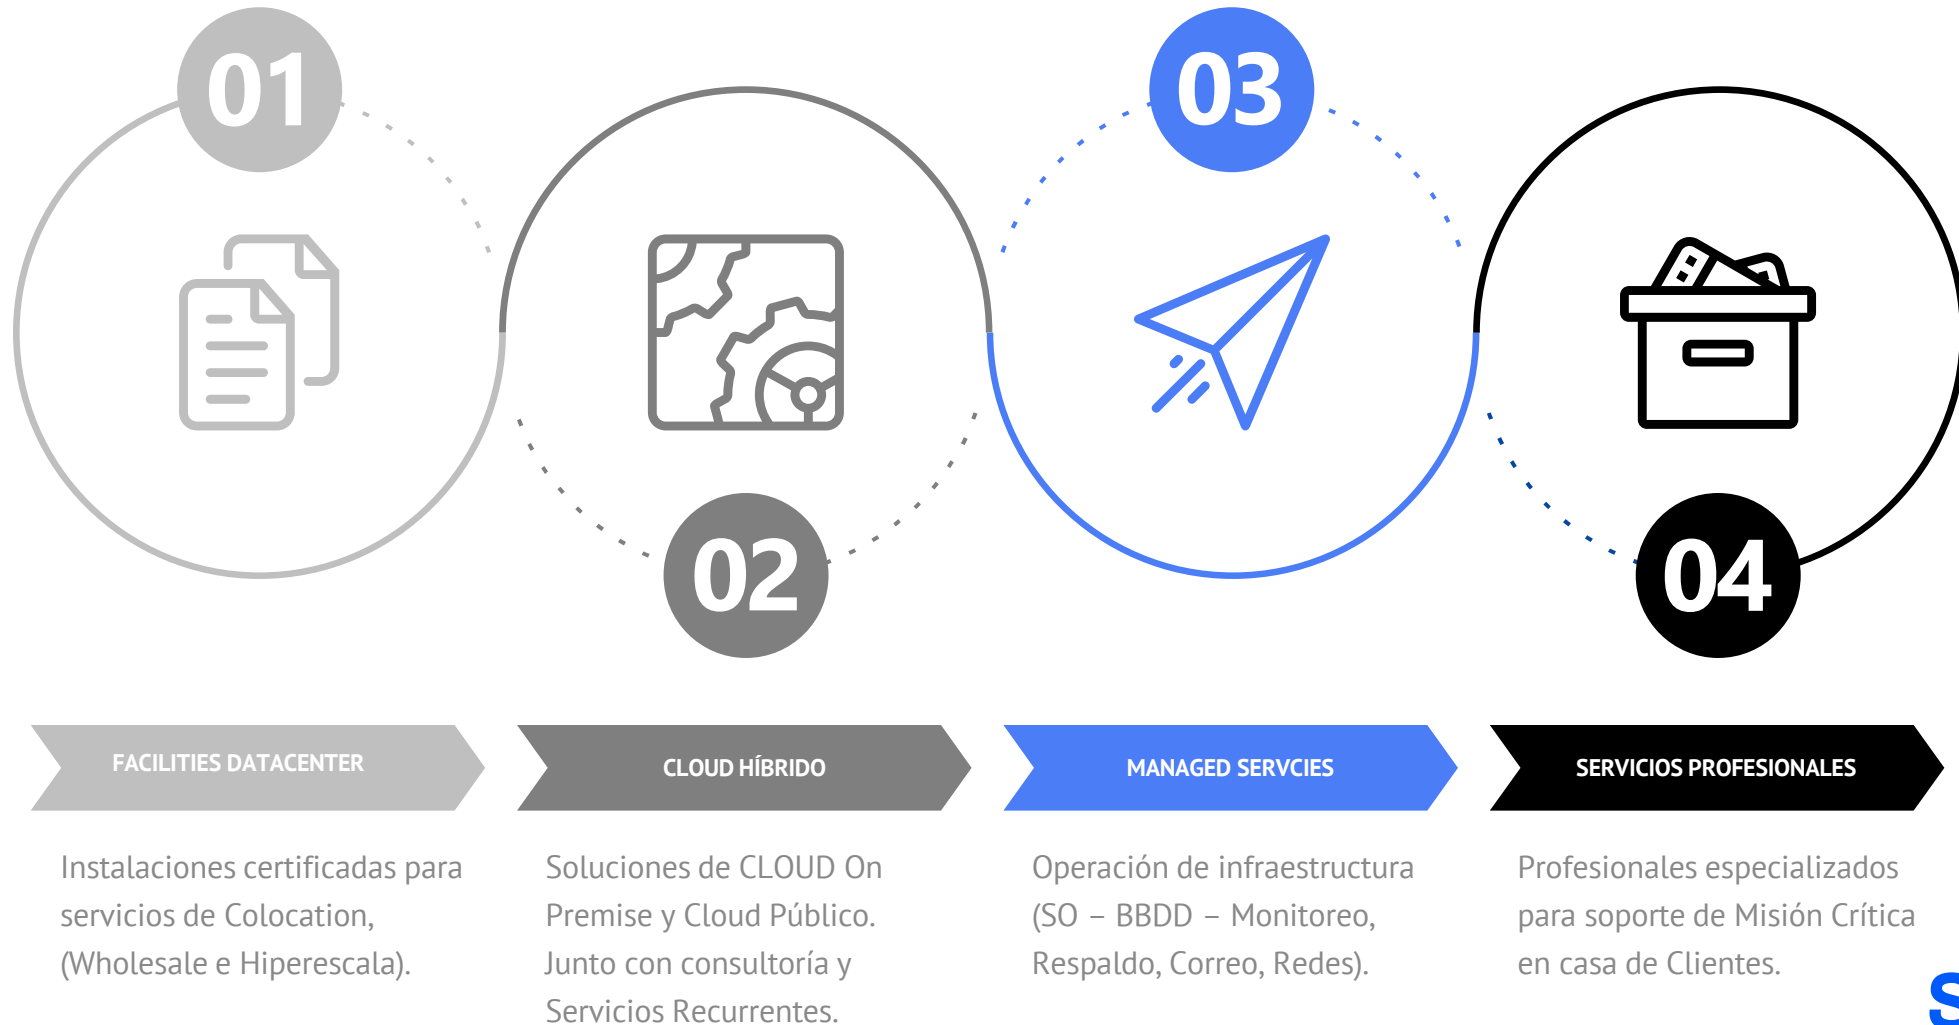 01
03
02
04
FACILITIES DATACENTER
CLOUD HÍBRIDO
MANAGED SERVCIES
SERVICIOS PROFESIONALES
Instalaciones certificadas para
servicios de Colocation,
(Wholesale e Hiperescala).
Soluciones de CLOUD On
Premise y Cloud Público.
Junto con consultoría y
Servicios Recurrentes.
Operación de infraestructura
(SO – BBDD – Monitoreo,
Respaldo, Correo, Redes).
Profesionales especializados
para soporte de Misión Crítica
en casa de Clientes.